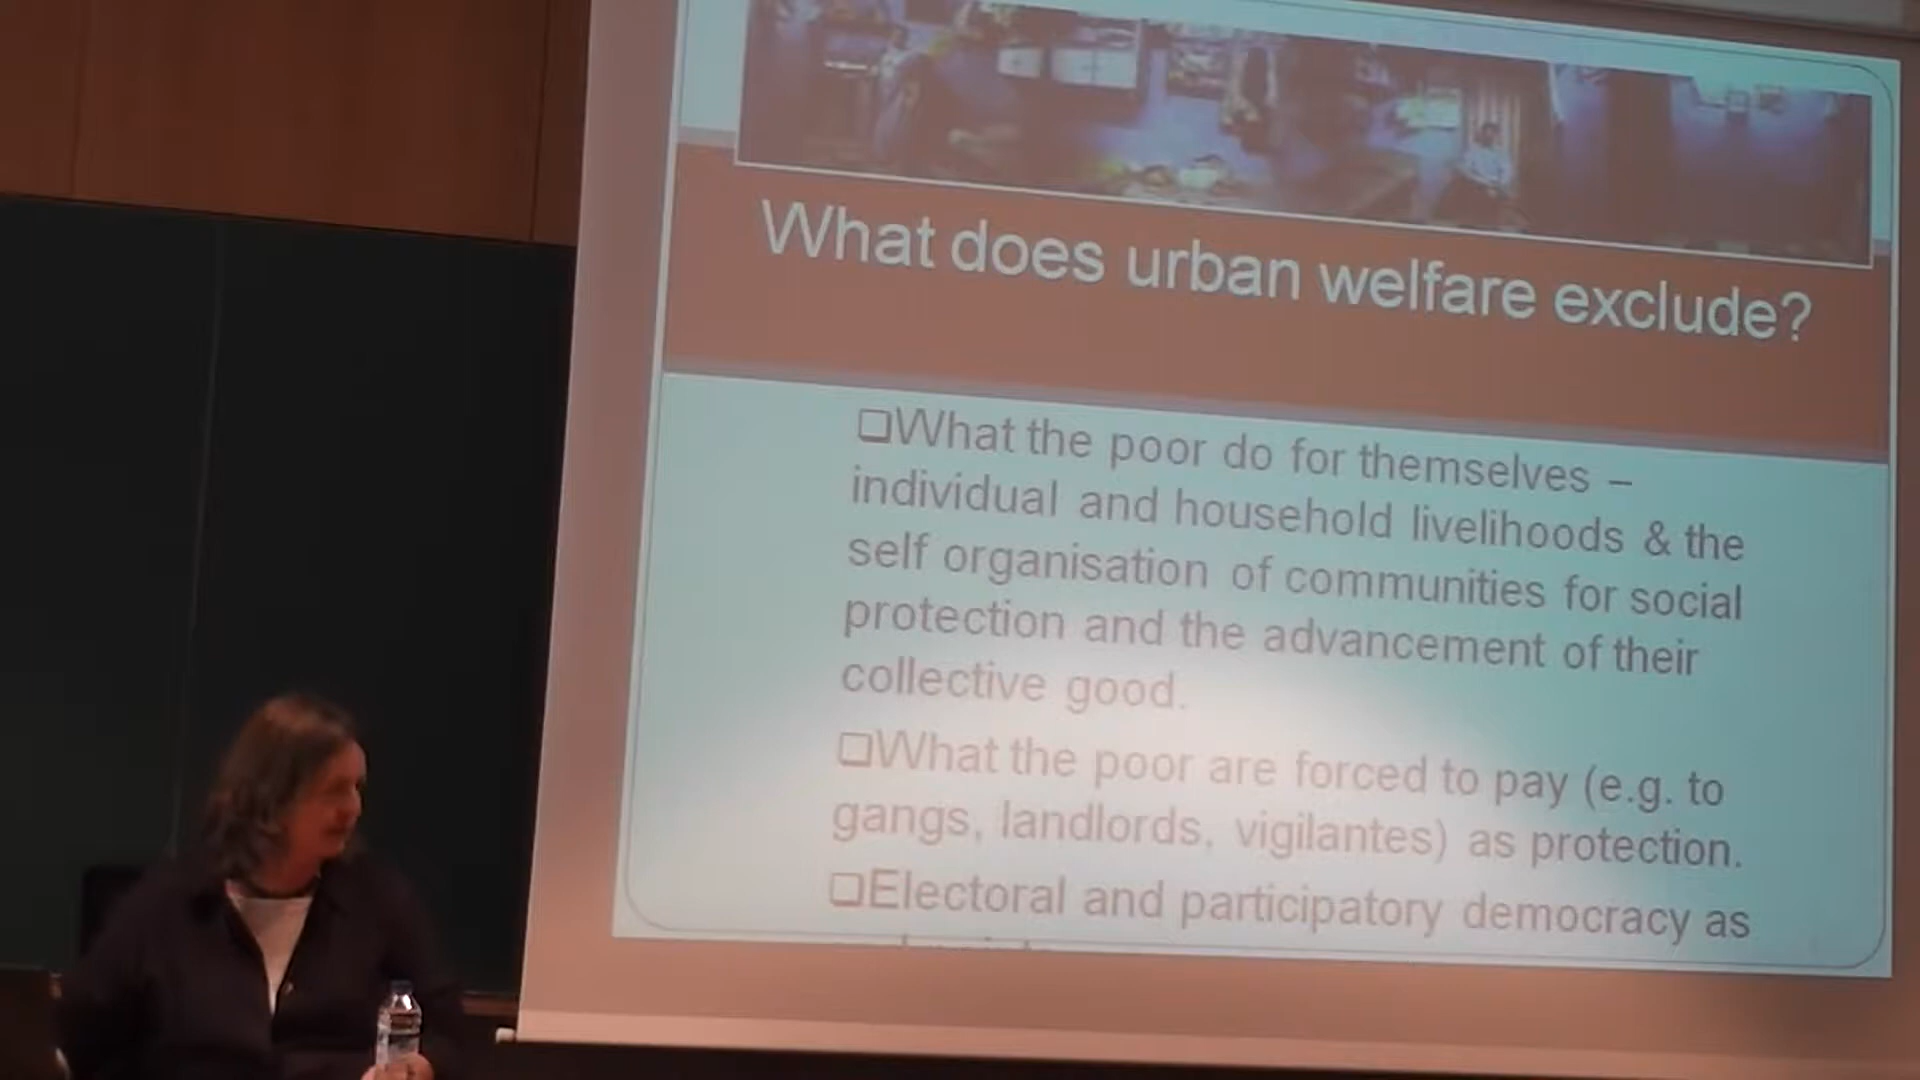 What does urban welfare exclude?
❑What the poor do for themselves –
individual and household livelihoods & the
self organisation of communities for social
protection and the advancement of their
collective good.
❑What the poor are forced to pay (e.g. to
gangs, landlords, vigilantes) as protection.
❑Electoral and participatory democracy as